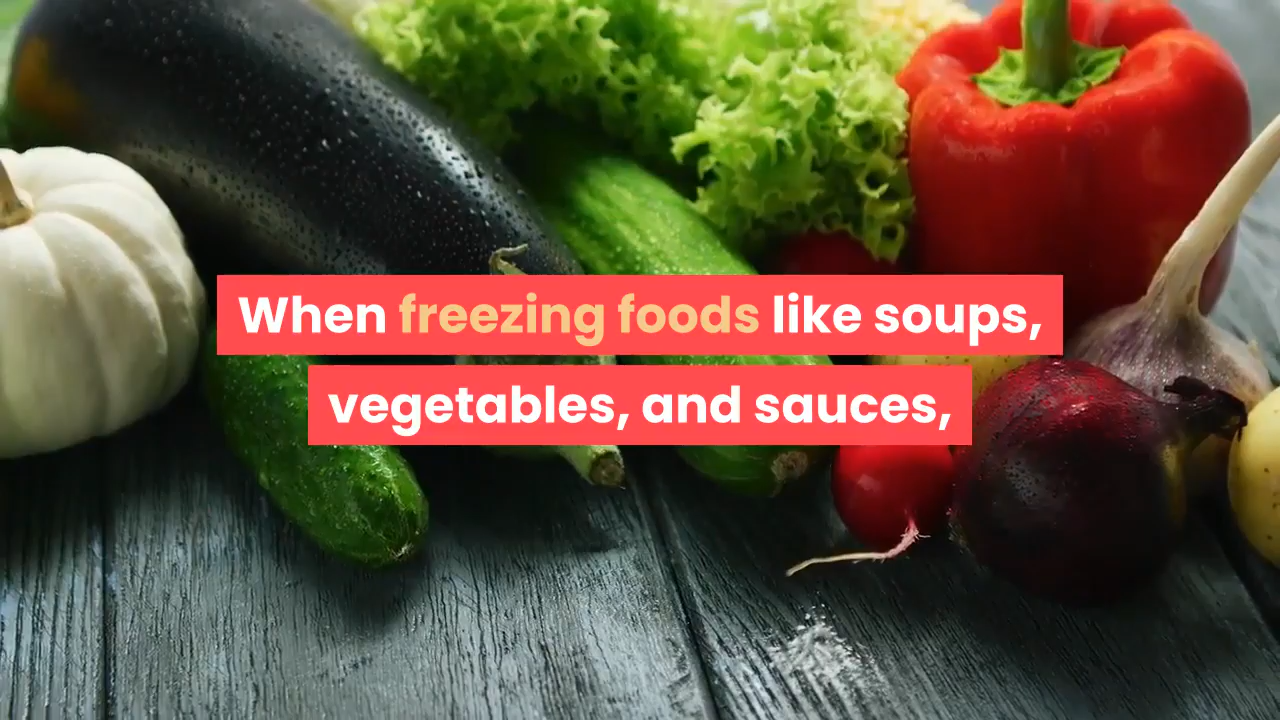 When freezing foods like soups,
vegetables, and sauces,